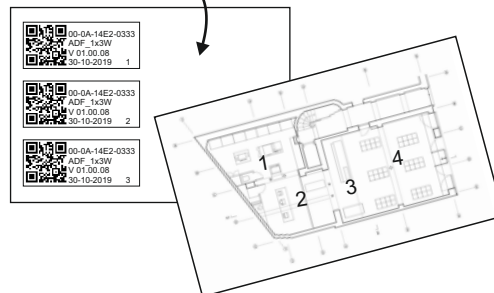 00-0A-14E2-0333
ADF_1x3W
V 01.00.08
30-10-2019 1
00-0A-14E2-0333
ADF_1x3W
V 01.00.08
30-10-2019 2
00-0A-14E2-0333
ADF_1x3W
V 01.00.08
30-10-2019 3
1
2
3
4